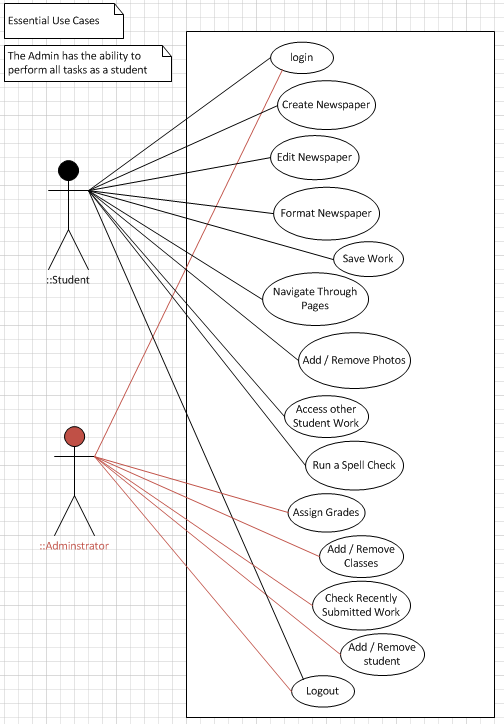 Essential Use Cases
The Admin has the ability to
perform all tasks as a student
login
Create Newspaper
Edit Newspaper
Format Newspaper
::Student
Save Work
Navigate Through
Pages
Add / Remove Photos
Access other
Student Work
Run a Spell Check
Assign Grades
::Adminstrator
Add / Remove
Classes
Check Recently
Submitted Work
Add / Remove
student
Logout